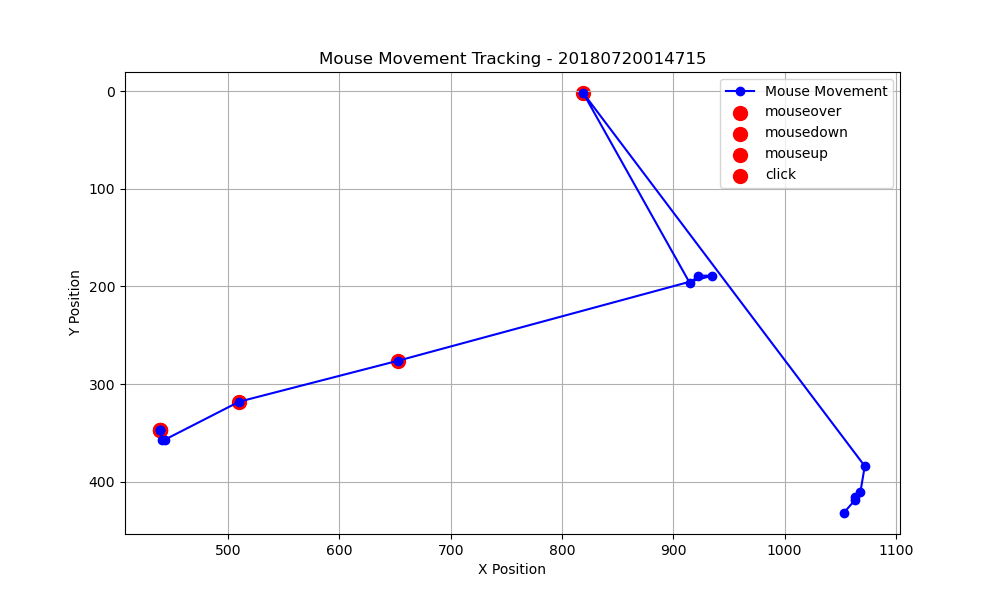 Mouse Movement Tracking - 20180720014715
Mouse Movement
mouseover
mousedown
mouseup
click
0
100
200
300
400
Y Position
500
600
700
800
900
1000
1100
X Position